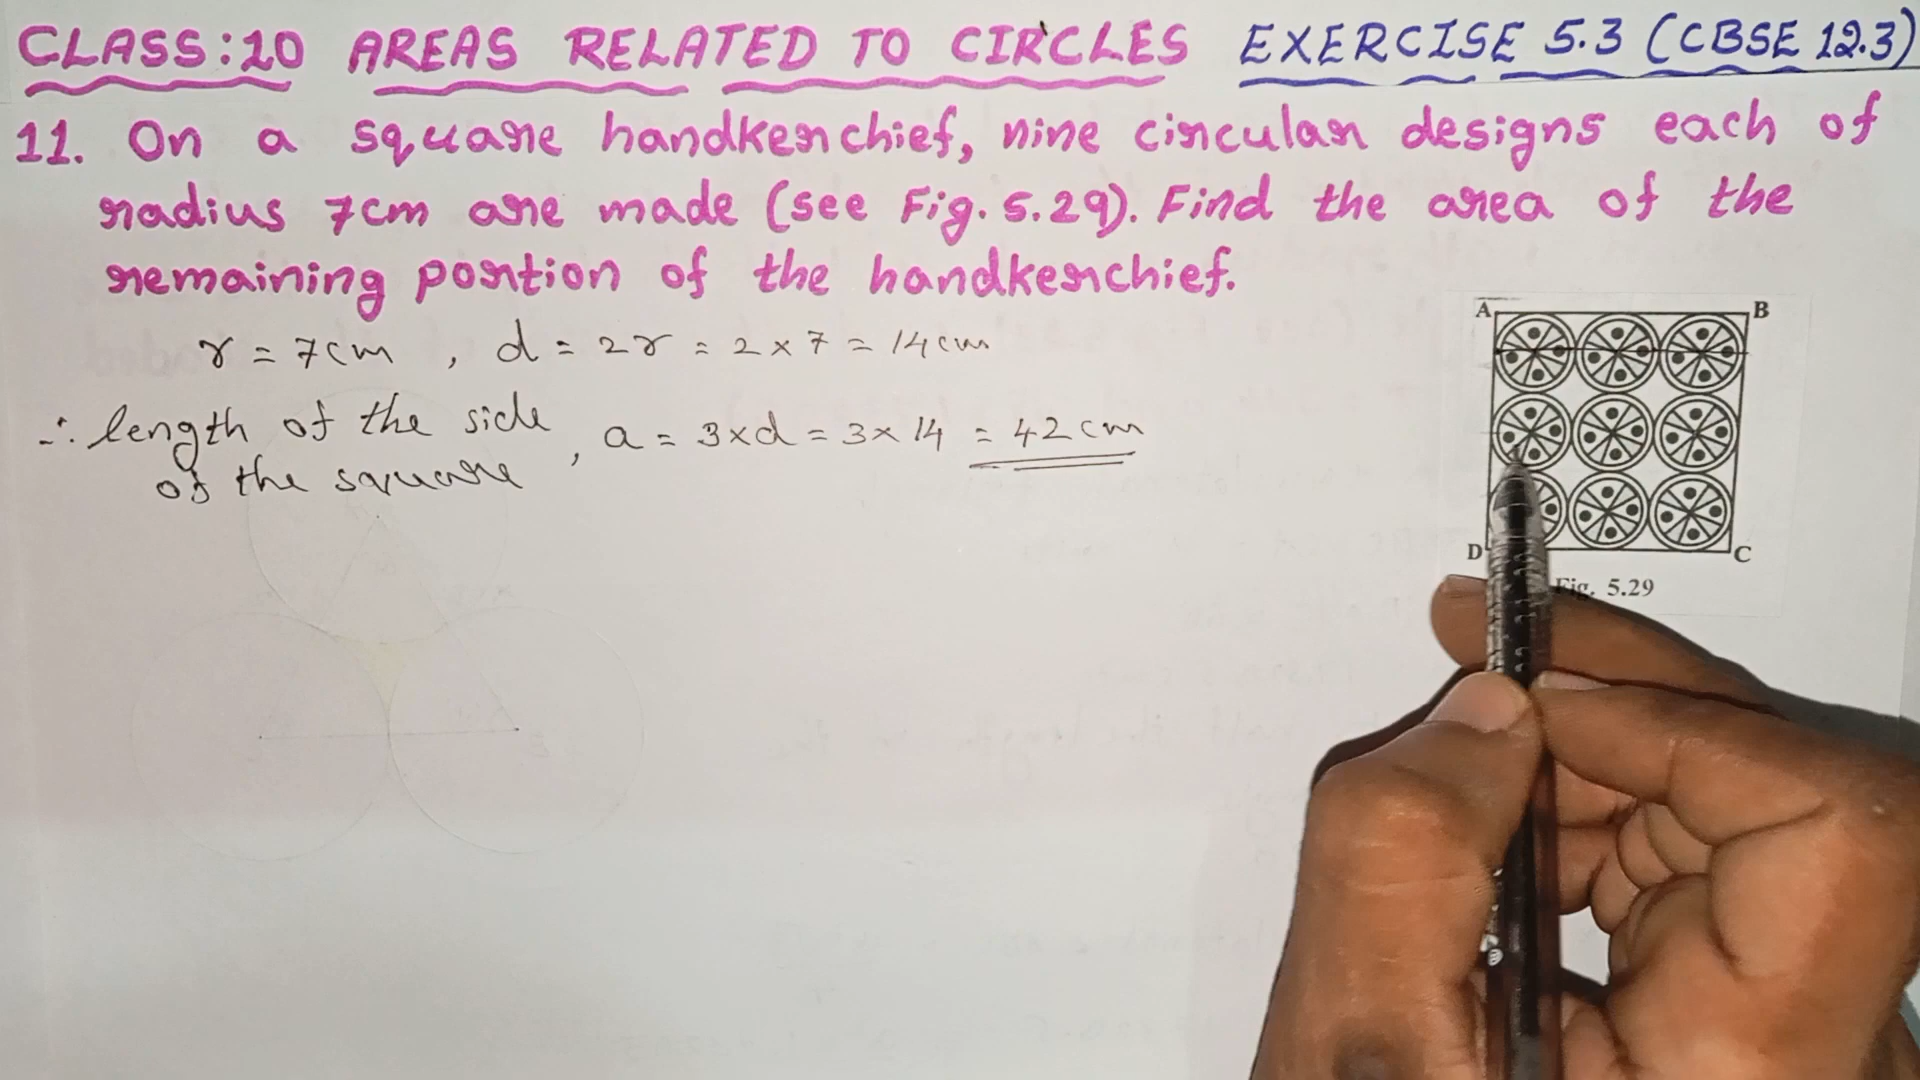 CLASS:10 AREAS RELATED TO CIRCLES EXERCISE 5.3 (CBSE 12.3)
11. On a square handkerchief, nine circular designs each of
radius 7cm are made (see Fig. 5.29). Find the area of the
remaining portion of the handkerchief.
r = 7cm , d = 2r = 2 × 7 = 14cm
∴ length of the side
of the square , a = 3×d = 3×14 = 42cm
A B
D C
Fig. 5.29